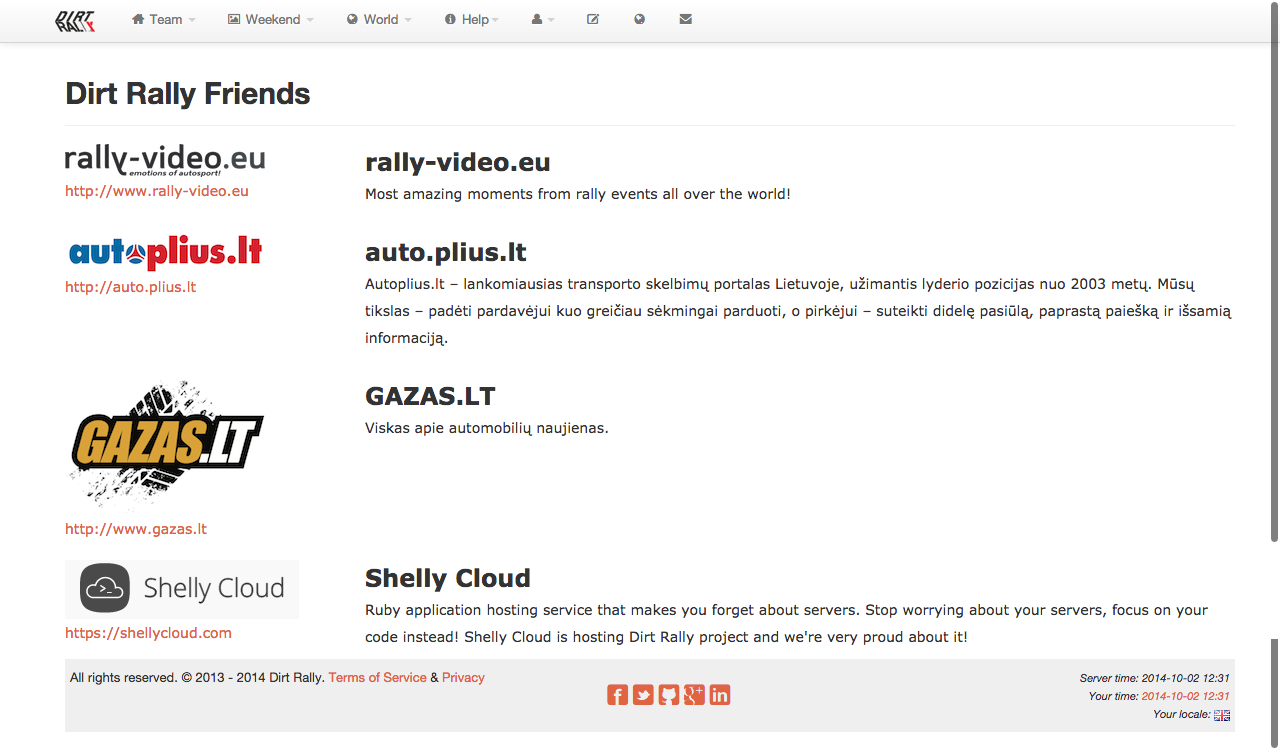 DIRT RALLY
Team
Weekend
World
Help
Dirt Rally Friends
rally-video.eu
emotions of autosport!
http://www.rally-video.eu
rally-video.eu
Most amazing moments from rally events all over the world!
autoplius.lt
http://auto.plius.lt
auto.plius.lt
Autoplius.lt – lankomiausias transporto skelbimų portalas Lietuvoje, užimantis lyderio pozicijas nuo 2003 metų. Mūsų
tikslas – padėti pardavėjui kuo greičiau sėkmingai parduoti, o pirkėjui – suteikti didelę pasiūlą, paprastą paiešką ir išsamią
informaciją.
GAZAS.LT
http://www.gazas.lt
GAZAS.LT
Viskas apie automobilių naujienas.
Shelly Cloud
https://shellycloud.com
Shelly Cloud
Ruby application hosting service that makes you forget about servers. Stop worrying about your servers, focus on your
code instead! Shelly Cloud is hosting Dirt Rally project and we're very proud about it!
All rights reserved. © 2013 - 2014 Dirt Rally. Terms of Service & Privacy
Server time: 2014-10-02 12:31
Your time: 2014-10-02 12:31
Your locale: